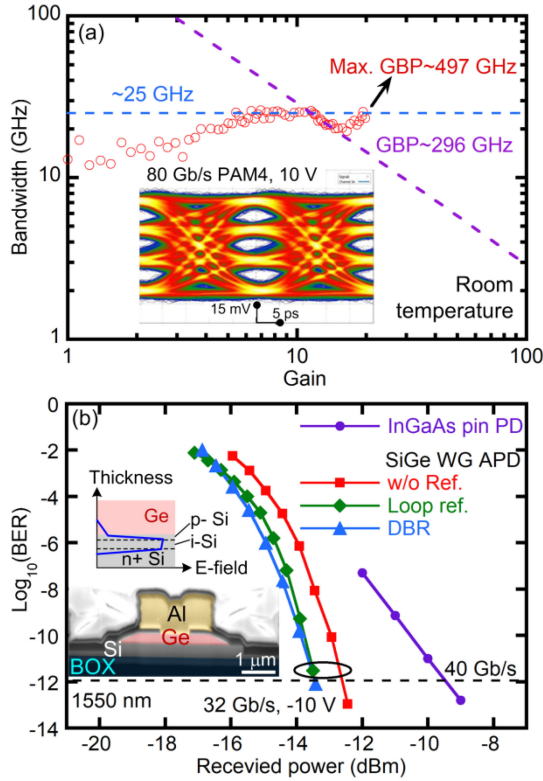 (a)
Max. GBP~497 GHz
~25 GHz
GBP~296 GHz
Bandwidth (GHz)
100
10
1
80 Gb/s PAM4, 10 V
15 mV
5 ps
Room
temperature
1
10
100
Gain
(b)
InGaAs pin PD
SiGe WG APD
w/o Ref.
Loop ref.
DBR
Thickness
Ge
p- Si
i-Si
n+ Si
E-field
Al
Ge
Si
BOX
1 μm
40 Gb/s
1550 nm
32 Gb/s, -10 V
Log10(BER)
0
-2
-4
-6
-8
-10
-12
-14
-20
-18
-16
-14
-12
-10
-8
Recevied power (dBm)